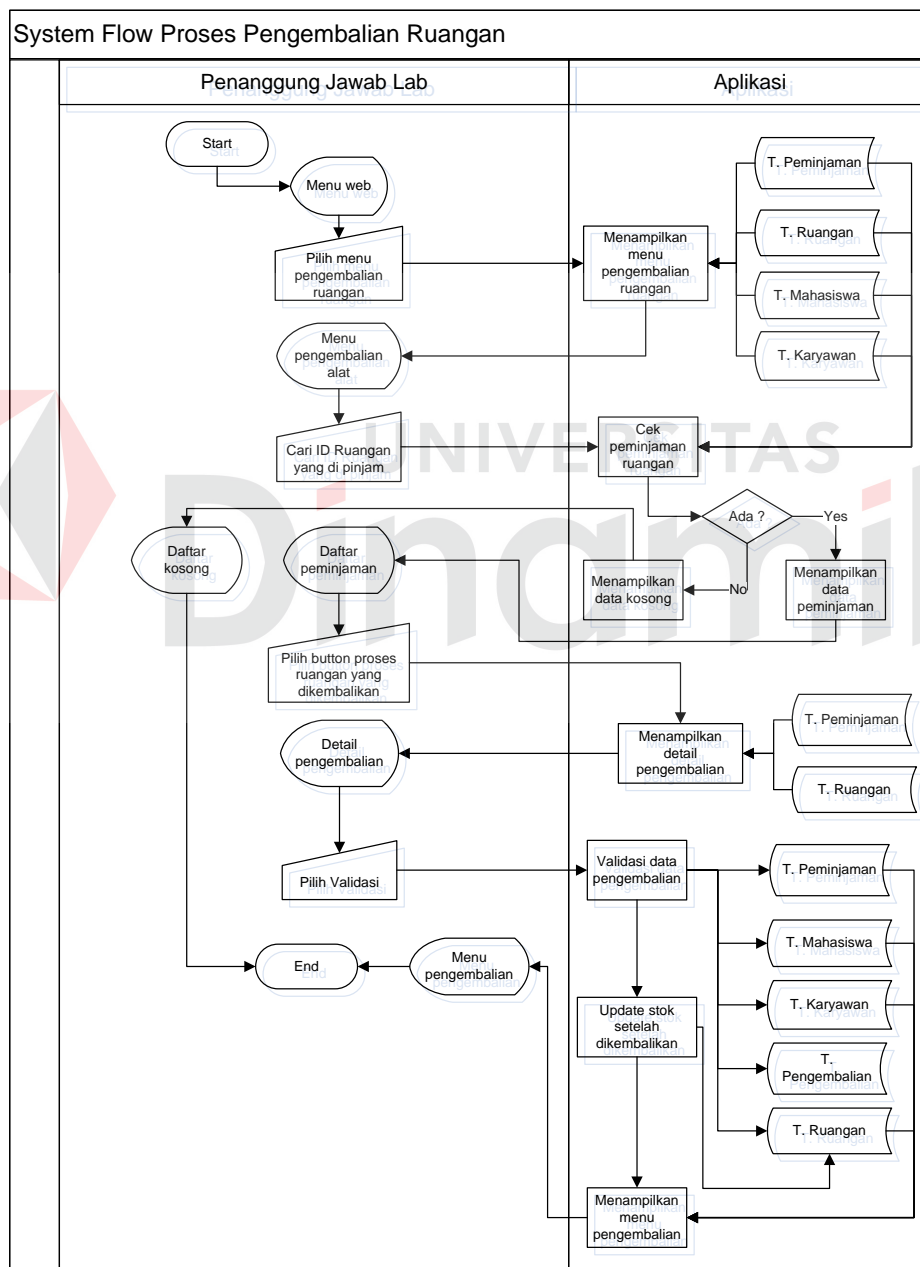 System Flow Proses Pengembalian Ruangan
Penanggung Jawab Lab
Aplikasi
Start
Menu web
Pilih menu
pengembalian
ruangan
Menampilkan
menu
pengembalian
ruangan
T. Peminjaman
T. Ruangan
T. Mahasiswa
T. Karyawan
Menu
pengembalian
alat
Cari ID Ruangan
yang di pinjam
Cek
peminjaman
ruangan
UNIVERSITAS
Dinamik
Ada ?
Yes
No
Daftar
kosong
Daftar
peminjaman
Menampilkan
data kosong
Menampilkan
data
peminjaman
Pilih button proses
ruangan yang
dikembalikan
Detail
pengembalian
Menampilkan
detail
pengembalian
T. Peminjaman
T. Ruangan
Pilih Validasi
Validasi data
pengembalian
T. Peminjaman
T. Mahasiswa
T. Karyawan
T.
Pengembalian
T. Ruangan
End
Menu
pengembalian
Update stok
setelah
dikembalikan
Menampilkan
menu
pengembalian